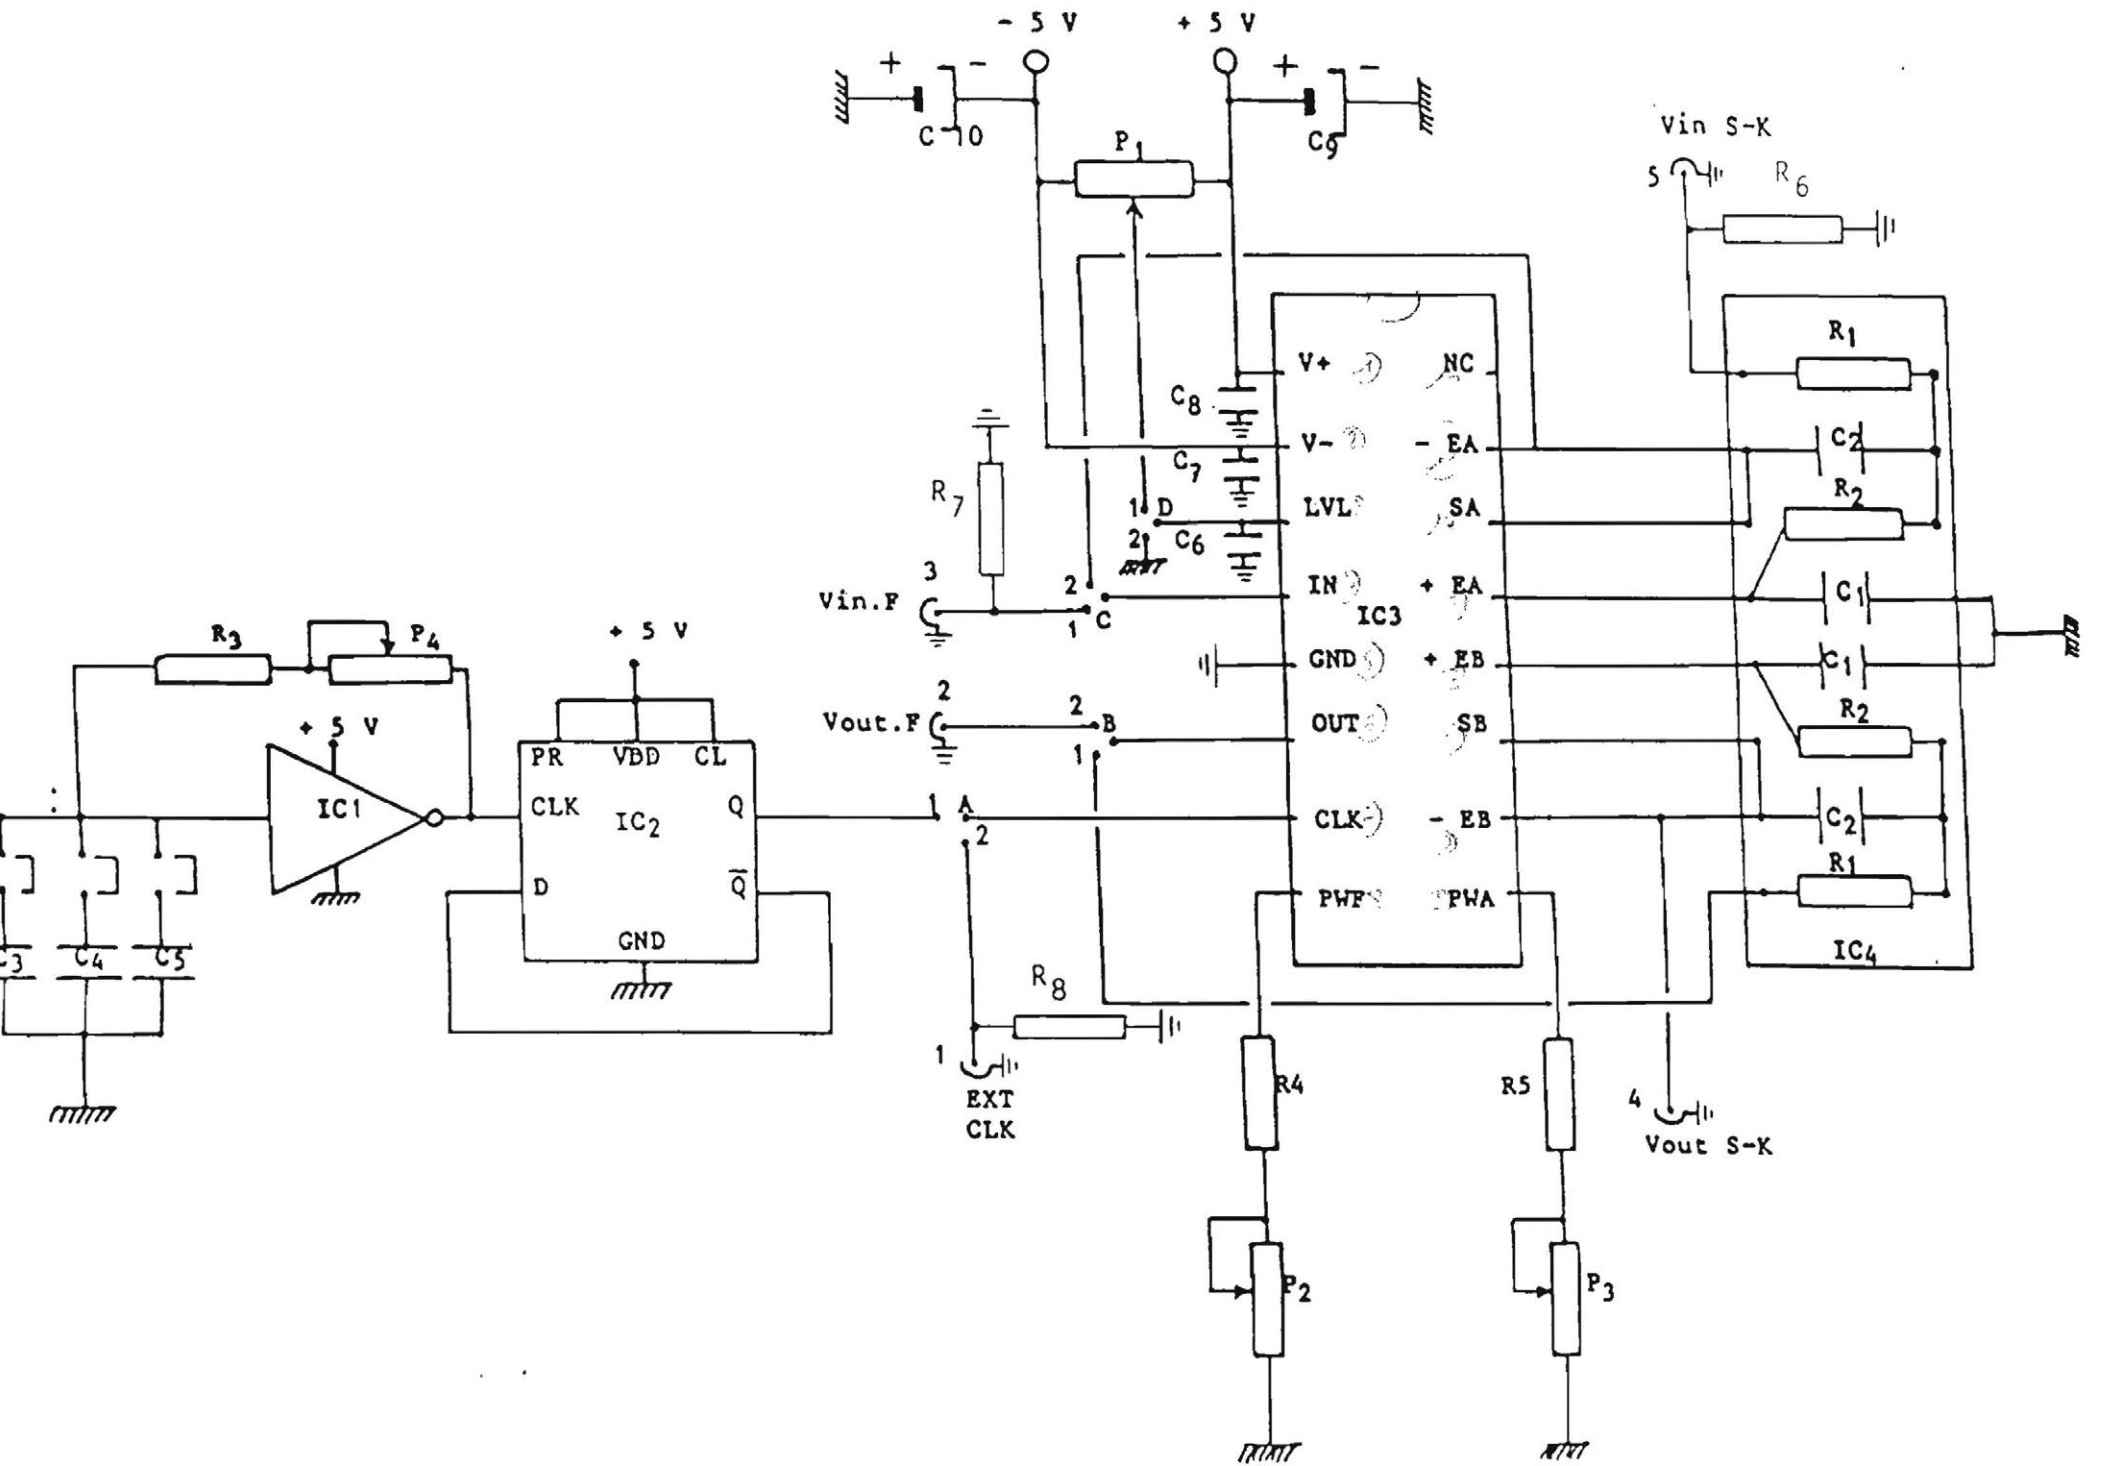 - 5 V
+ 5 V
+ -
+ -
C 10
P1
C9
Vin S-K
5
R6
R1
V+
NC
C8
V-
- EA
C2
C7
R7
LVL
SA
R2
1 D
2
C6
3
Vin.F
2
1
C
IN
+ EA
C1
IC3
R3
P4
+ 5 V
GND
+ EB
C1
2
Vout.F
2
B
1
OUT
SB
R2
+ 5 V
PR
VBD
CL
IC1
CLK
Q
IC2
1
A
2
CLK
- EB
C2
D
Q̅
PWF
PWA
R1
GND
IC4
C3
C4
C5
R8
1
EXT
CLK
R4
R5
4
Vout S-K
P2
P3